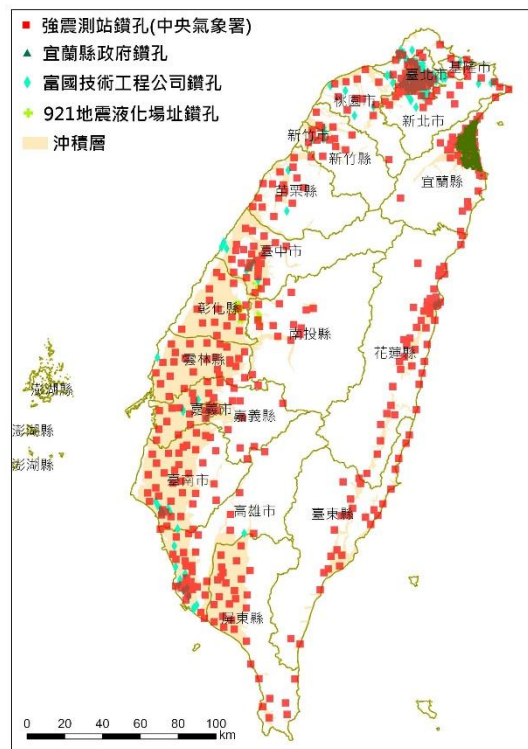 強震測站鑽孔(中央氣象署)
宜蘭縣政府鑽孔
富國技術工程公司鑽孔
921地震液化場址鑽孔
沖積層
基隆市
臺北市
桃園市
新北市
新竹市
新竹縣
宜蘭縣
苗栗縣
臺中市
彰化縣
南投縣
花蓮縣
雲林縣
澎湖縣
嘉義市
嘉義縣
澎湖縣
澎湖縣
臺南市
高雄市
臺東縣
屏東縣
0 20 40 60 80 100
km